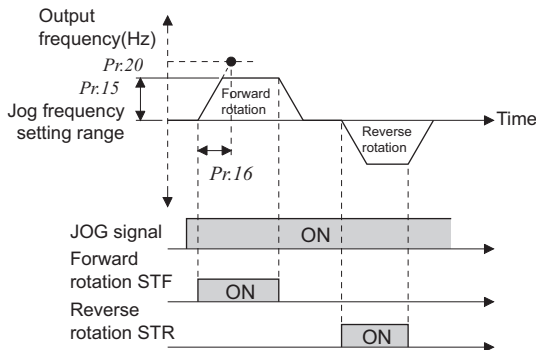 Output
frequency(Hz)
Pr.20
Pr.15
Forward
rotation
Jog frequency
setting range
Time
Reverse
rotation
Pr.16
JOG signal
ON
Forward
rotation STF
ON
Reverse
rotation STR
ON